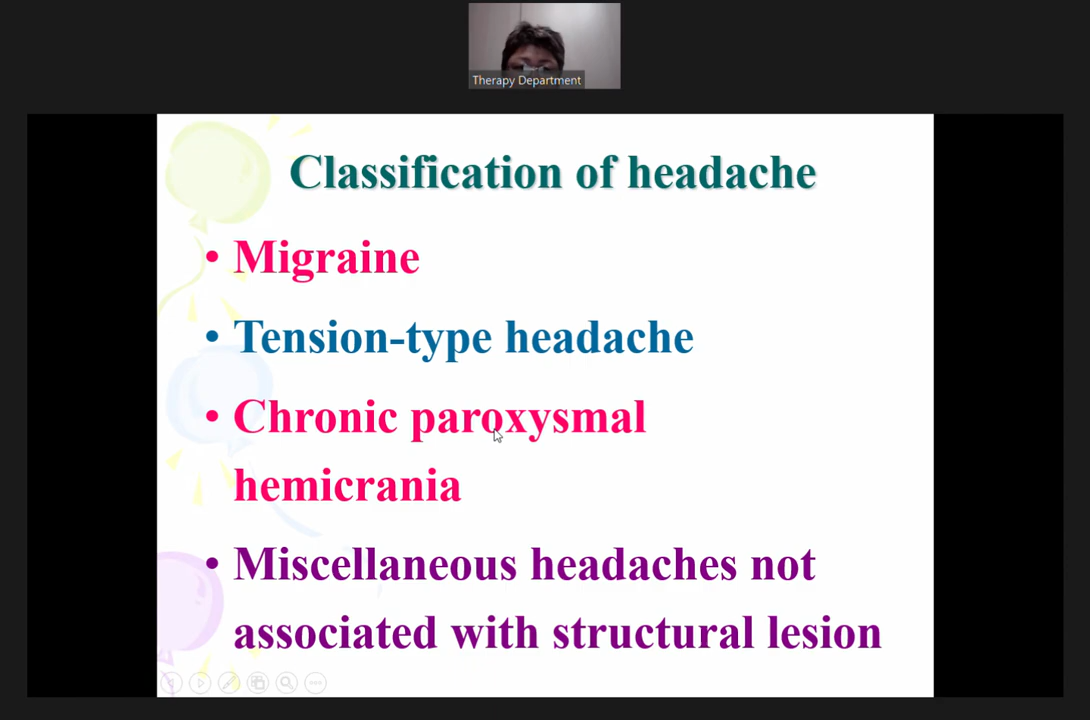 Therapy Department
Classification of headache
• Migraine
• Tension-type headache
• Chronic paroxysmal
hemicrania
• Miscellaneous headaches not
associated with structural lesion